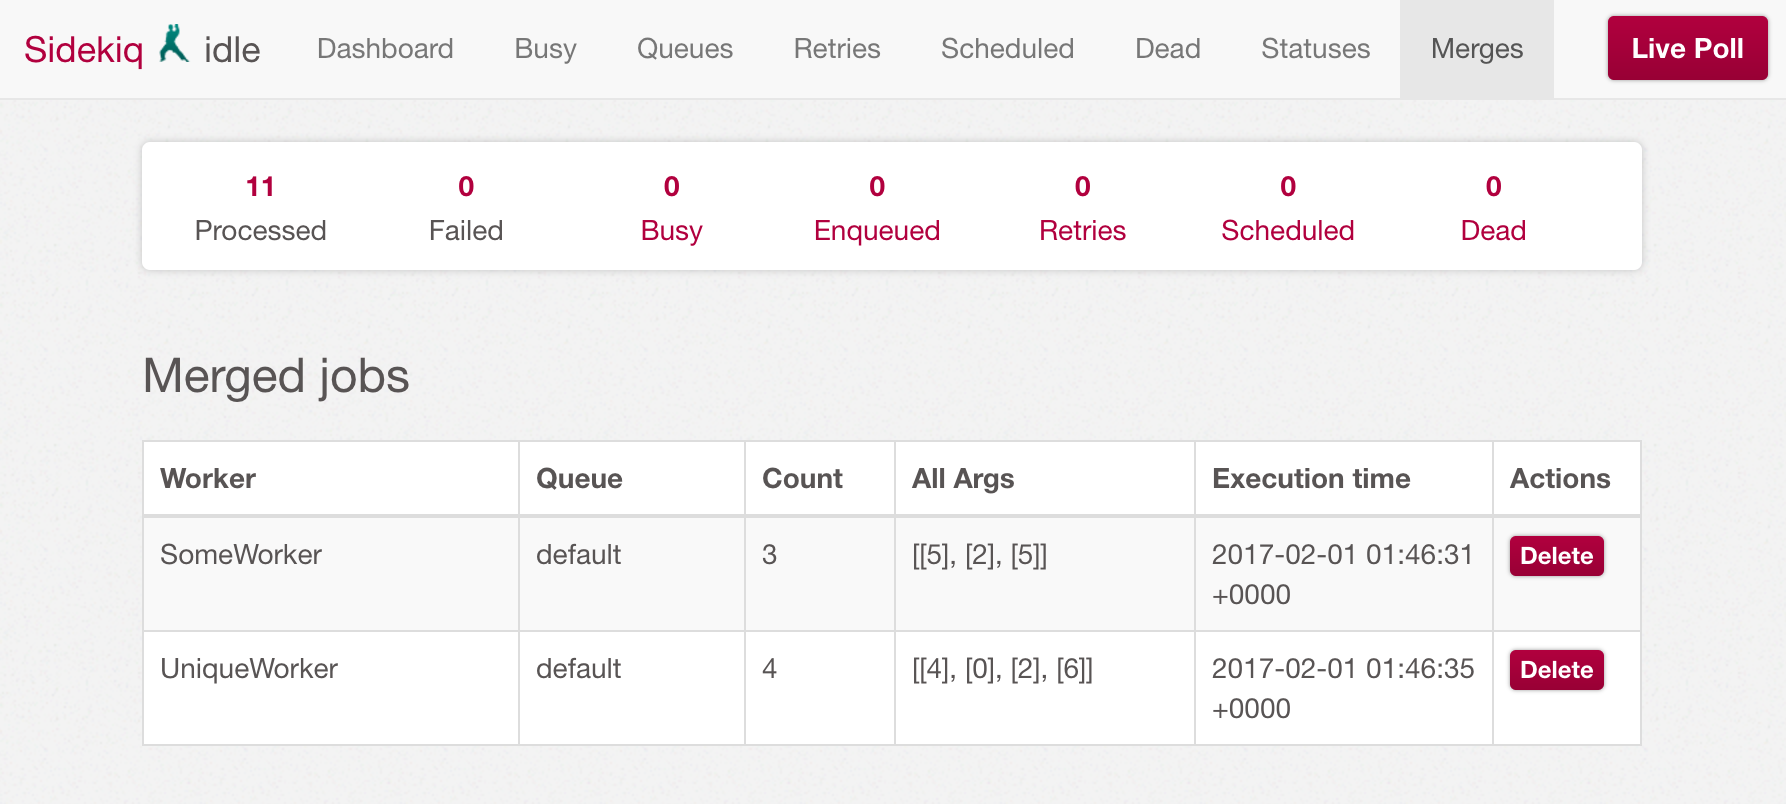 Sidekiq idle Dashboard Busy Queues Retries Scheduled Dead Statuses Merges Live Poll
11 0 0 0 0 0 0
Processed Failed Busy Enqueued Retries Scheduled Dead
Merged jobs
Worker Queue Count All Args Execution time Actions
SomeWorker default 3 [[5], [2], [5]] 2017-02-01 01:46:31 Delete
+0000
UniqueWorker default 4 [[4], [0], [2], [6]] 2017-02-01 01:46:35 Delete
+0000